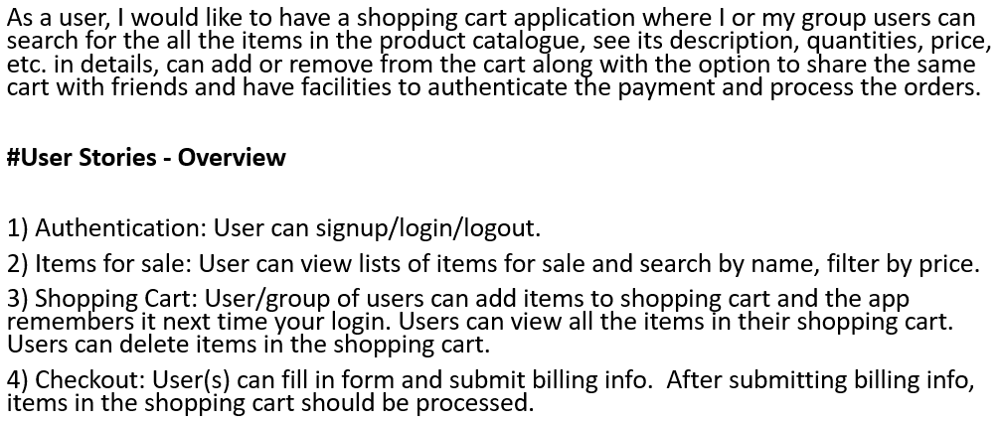 As a user, I would like to have a shopping cart application where I or my group users can
search for the all the items in the product catalogue, see its description, quantities, price,
etc. in details, can add or remove from the cart along with the option to share the same
cart with friends and have facilities to authenticate the payment and process the orders.
#User Stories - Overview
1) Authentication: User can signup/login/logout.
2) Items for sale: User can view lists of items for sale and search by name, filter by price.
3) Shopping Cart: User/group of users can add items to shopping cart and the app
remembers it next time your login. Users can view all the items in their shopping cart.
Users can delete items in the shopping cart.
4) Checkout: User(s) can fill in form and submit billing info.  After submitting billing info,
items in the shopping cart should be processed.